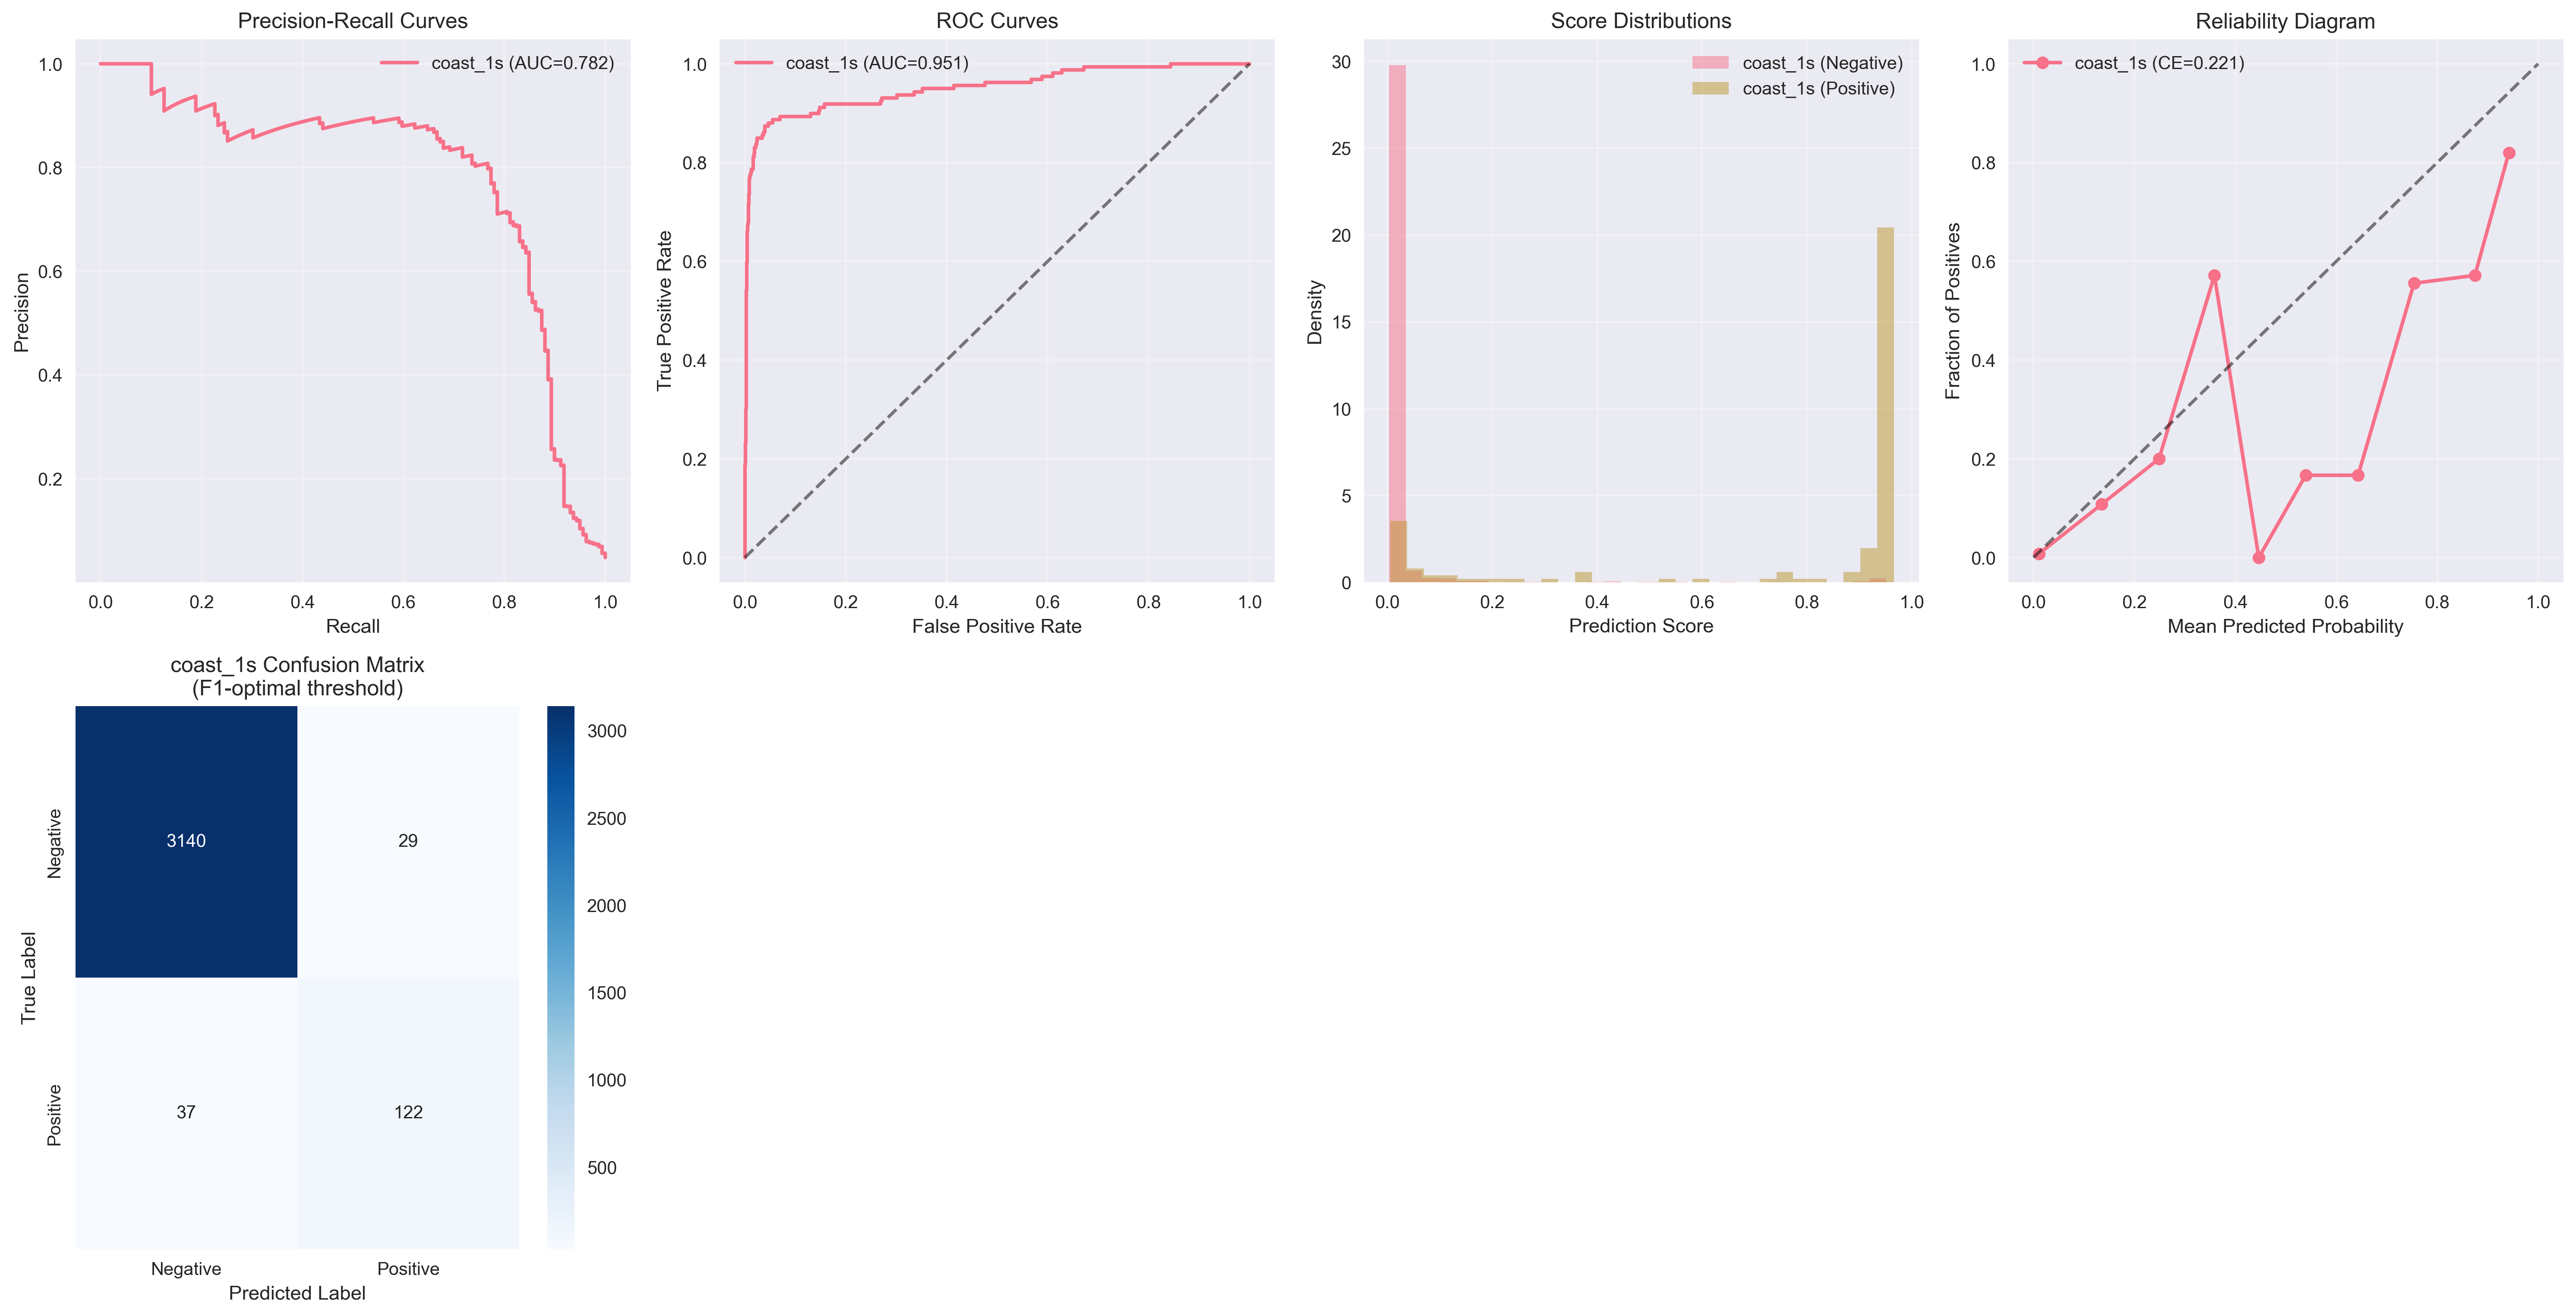 Precision-Recall Curves
coast_1s (AUC=0.782)
1.0
0.8
0.6
0.4
0.2
Precision
0.0 0.2 0.4 0.6 0.8 1.0
Recall
ROC Curves
coast_1s (AUC=0.951)
1.0
0.8
0.6
0.4
0.2
0.0
True Positive Rate
0.0 0.2 0.4 0.6 0.8 1.0
False Positive Rate
Score Distributions
coast_1s (Negative)
coast_1s (Positive)
30
25
20
15
10
5
0
Density
0.0 0.2 0.4 0.6 0.8 1.0
Prediction Score
Reliability Diagram
coast_1s (CE=0.221)
1.0
0.8
0.6
0.4
0.2
0.0
Fraction of Positives
0.0 0.2 0.4 0.6 0.8 1.0
Mean Predicted Probability
coast_1s Confusion Matrix
(F1-optimal threshold)
True Label
Negative
3140 29
Positive
37 122
Negative Positive
Predicted Label
3000
2500
2000
1500
1000
500